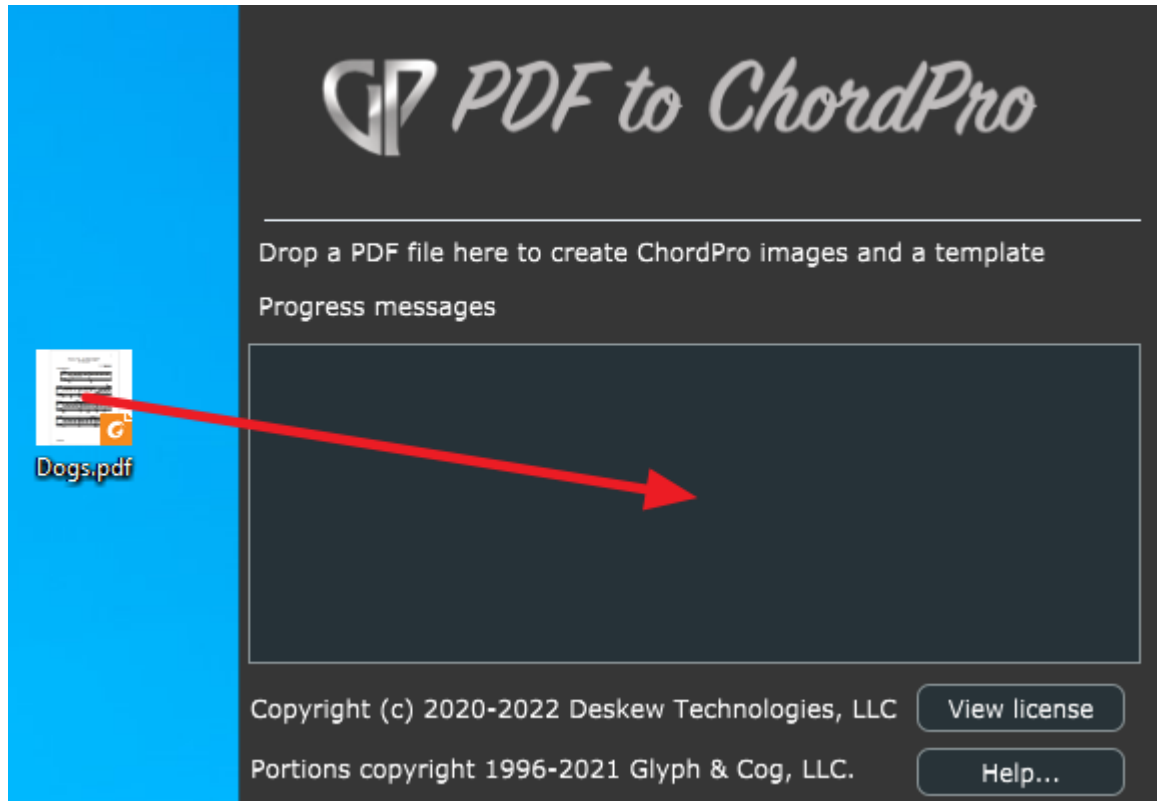 GP PDF to ChordPro
Drop a PDF file here to create ChordPro images and a template
Progress messages
Dogs.pdf
Copyright (c) 2020-2022 Deskew Technologies, LLC
View license
Portions copyright 1996-2021 Glyph & Cog, LLC.
Help...